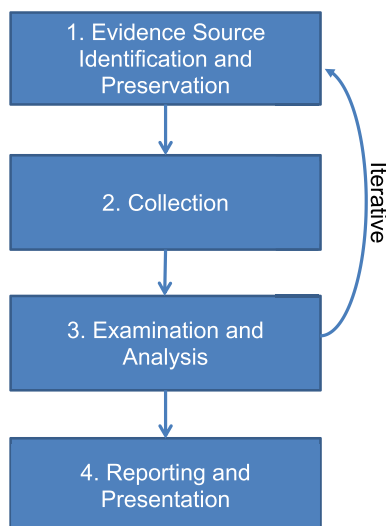 1. Evidence Source
Identification and
Preservation
2. Collection
Iterative
3. Examination and
Analysis
4. Reporting and
Presentation